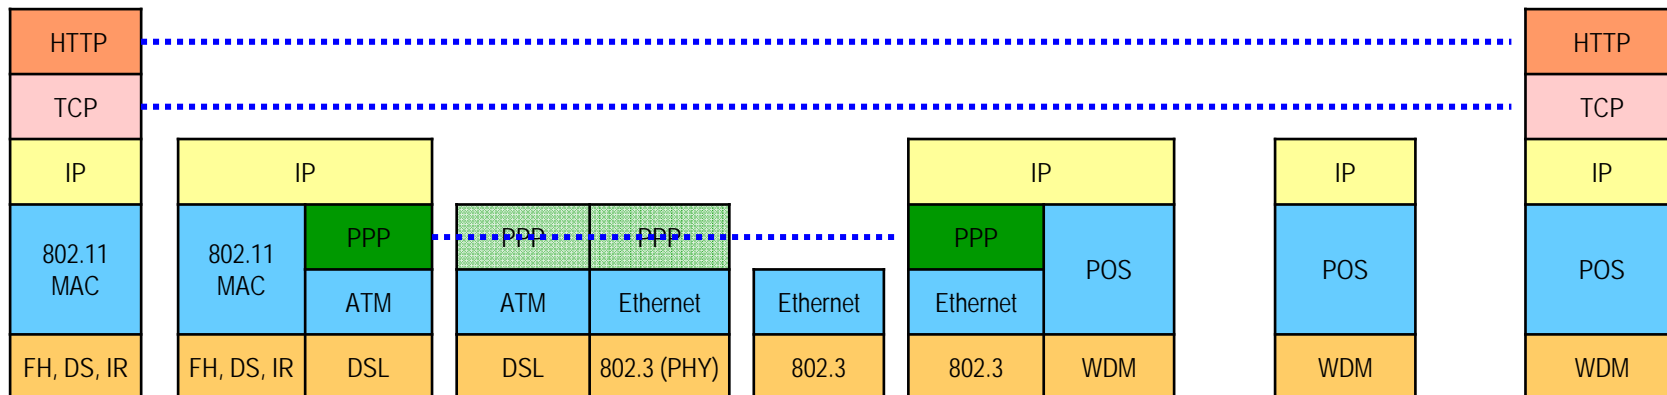 HTTP HTTP
TCP TCP
IP IP IP IP IP
802.11 MAC 802.11 MAC PPP PPP PPP PPP POS POS POS
ATM ATM Ethernet Ethernet Ethernet
FH, DS, IR FH, DS, IR DSL DSL 802.3 (PHY) 802.3 802.3 WDM WDM WDM